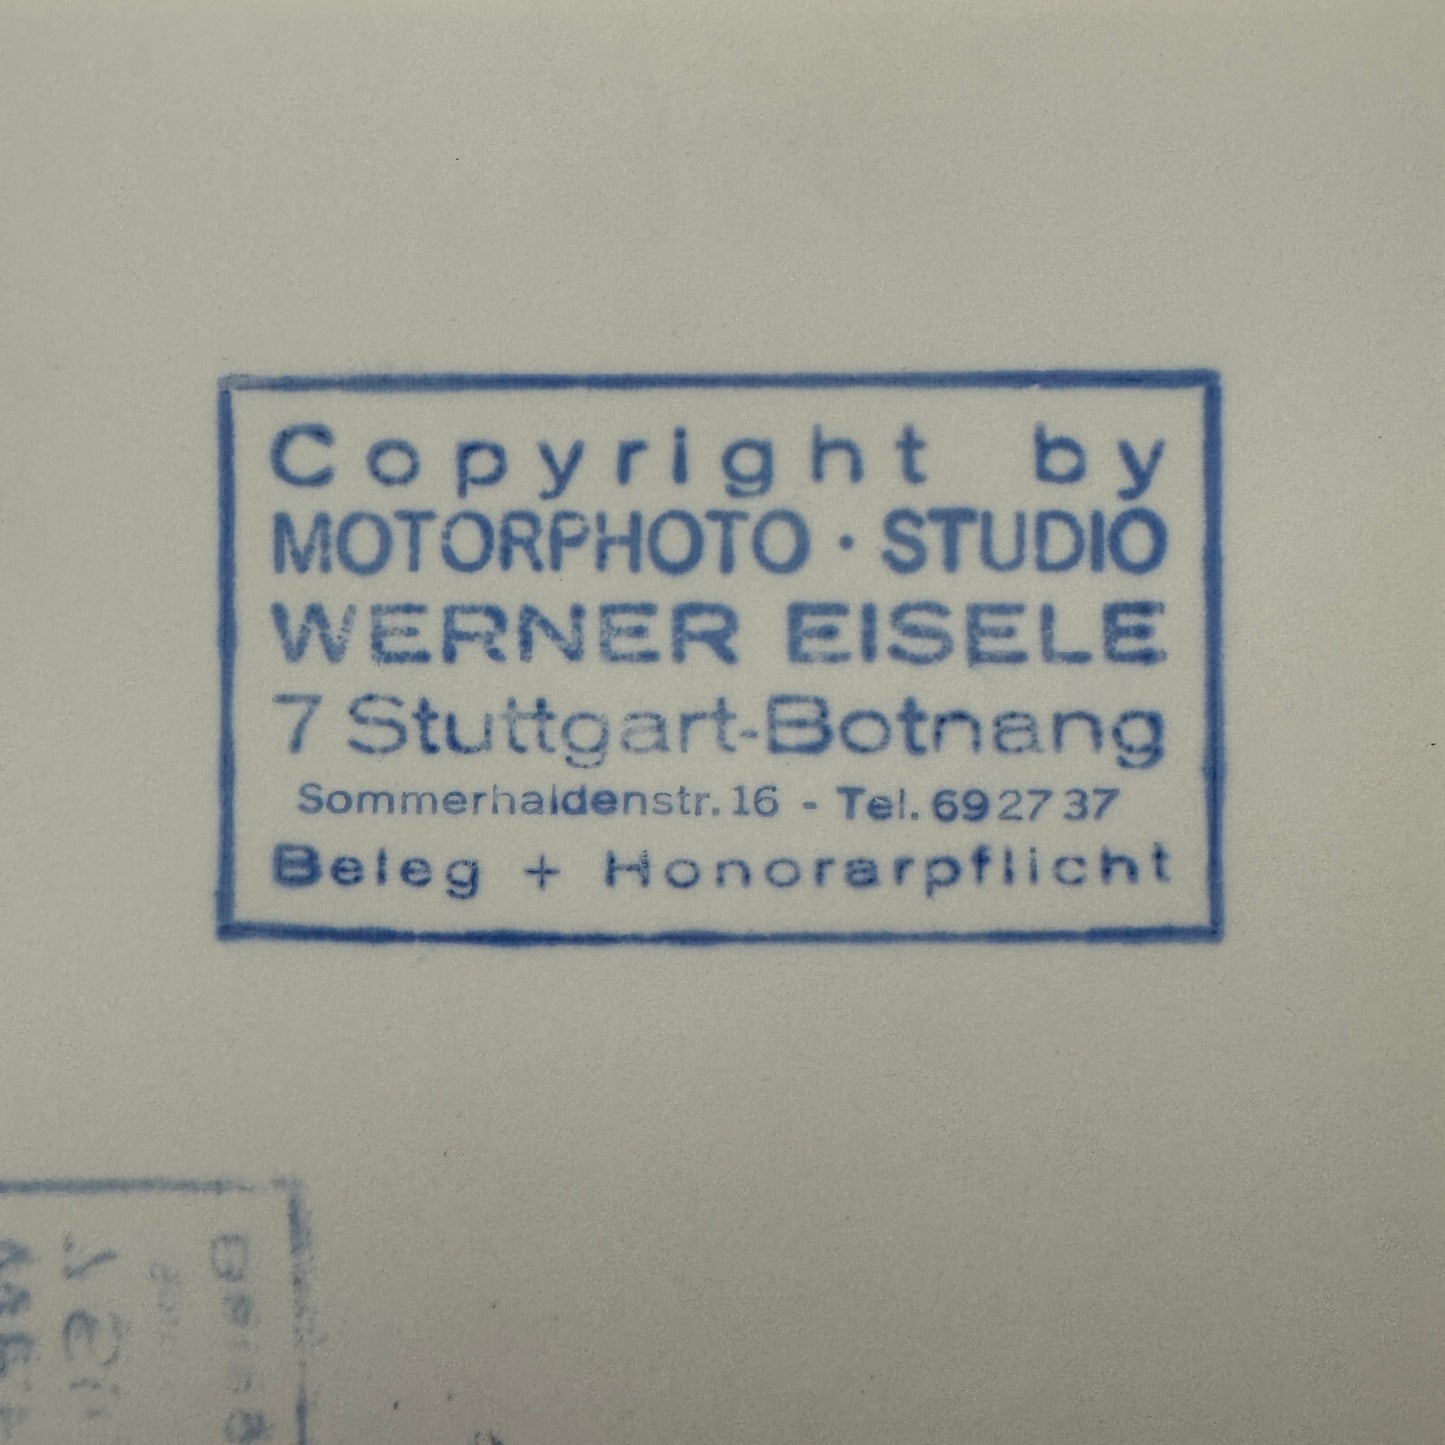 Copyright by
MOTORPHOTO · STUDIO
WERNER EISELE
7 Stuttgart-Botnang
Sommerhaldenstr. 16 - Tel. 69 27 37
Beleg + Honorarpflicht